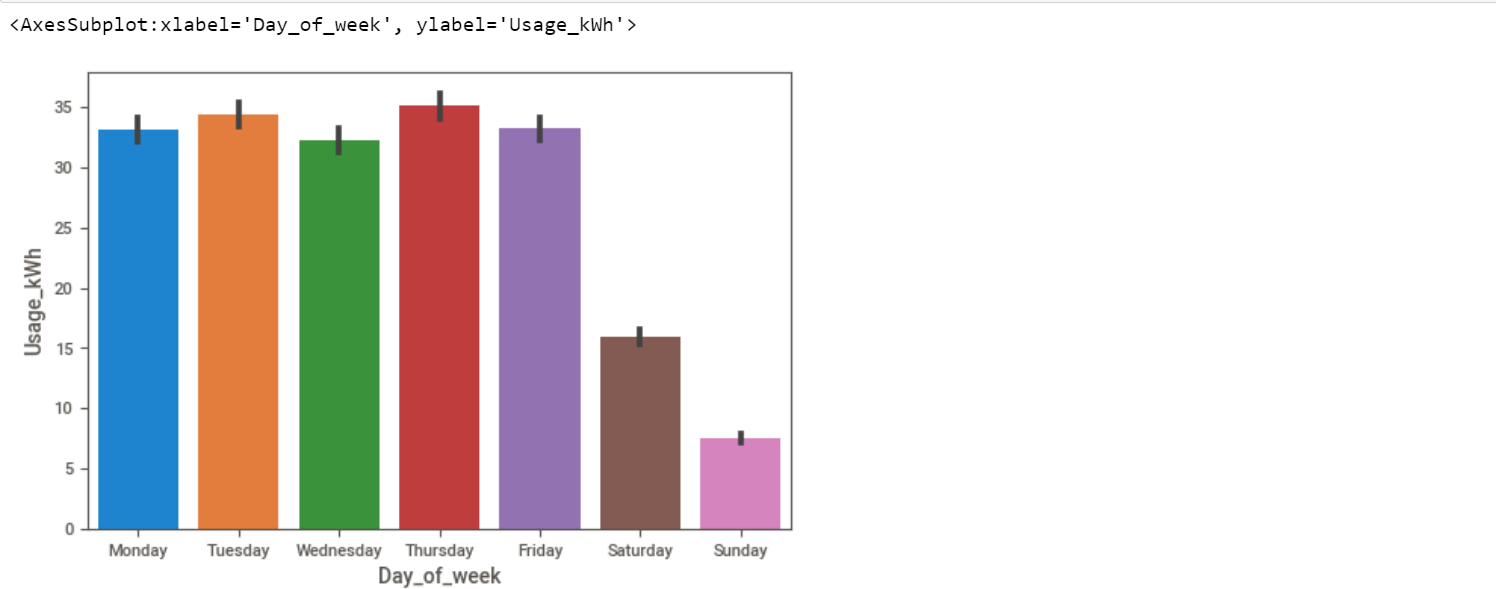 <AxesSubplot:xlabel='Day_of_week', ylabel='Usage_kWh'>
35
30
25
20
15
10
5
0
Usage_kWh
Monday Tuesday Wednesday Thursday Friday Saturday Sunday
Day_of_week